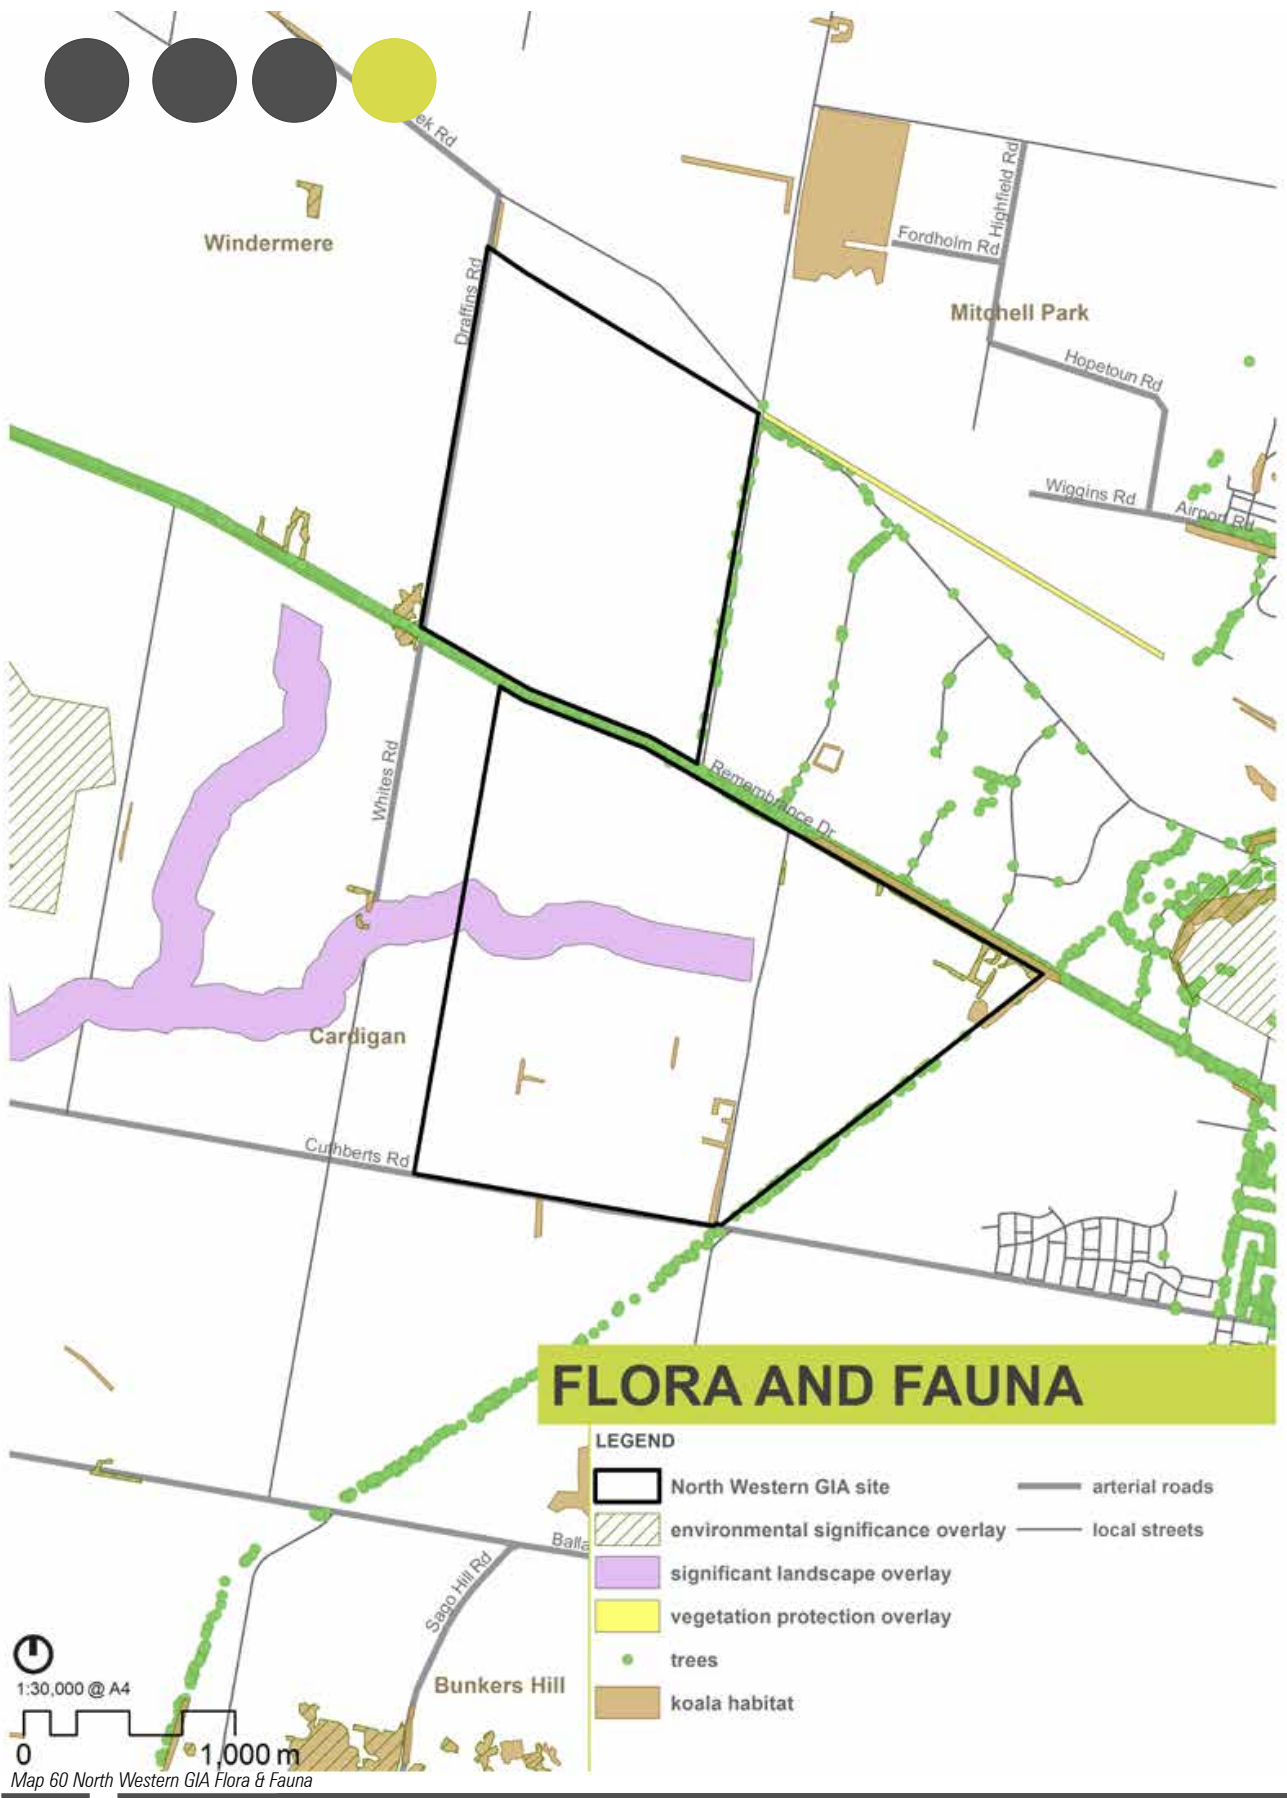 ek Rd
Highfield Rd
Windermere
Fordholm Rd
Draffins Rd
Mitchell Park
Hopetoun Rd
Wiggins Rd
Airport Rd
Whites Rd
Remembrance Dr
Cardigan
Cuthberts Rd
FLORA AND FAUNA
LEGEND
North Western GIA site
arterial roads
environmental significance overlay
local streets
Balla
significant landscape overlay
Sago Hill Rd
vegetation protection overlay
trees
1:30,000 @ A4
Bunkers Hill
koala habitat
0 1,000 m
Map 60 North Western GIA Flora & Fauna